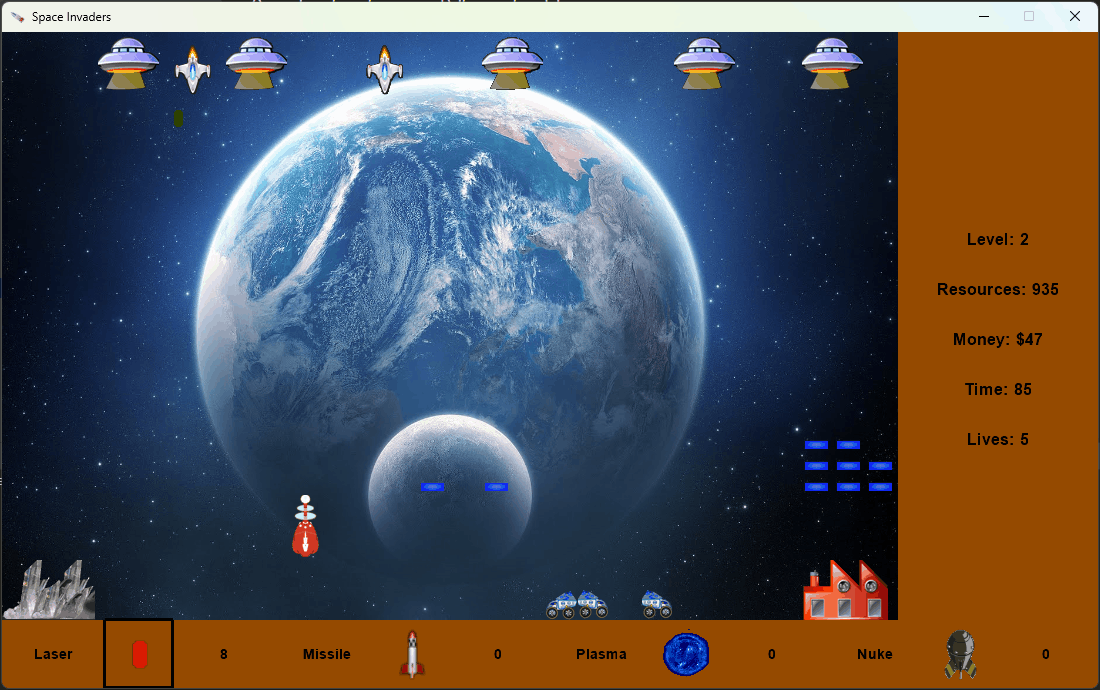 Space Invaders
Level: 2
Resources: 935
Money: $47
Time: 85
Lives: 5
Laser 8 Missile 0 Plasma 0 Nuke 0